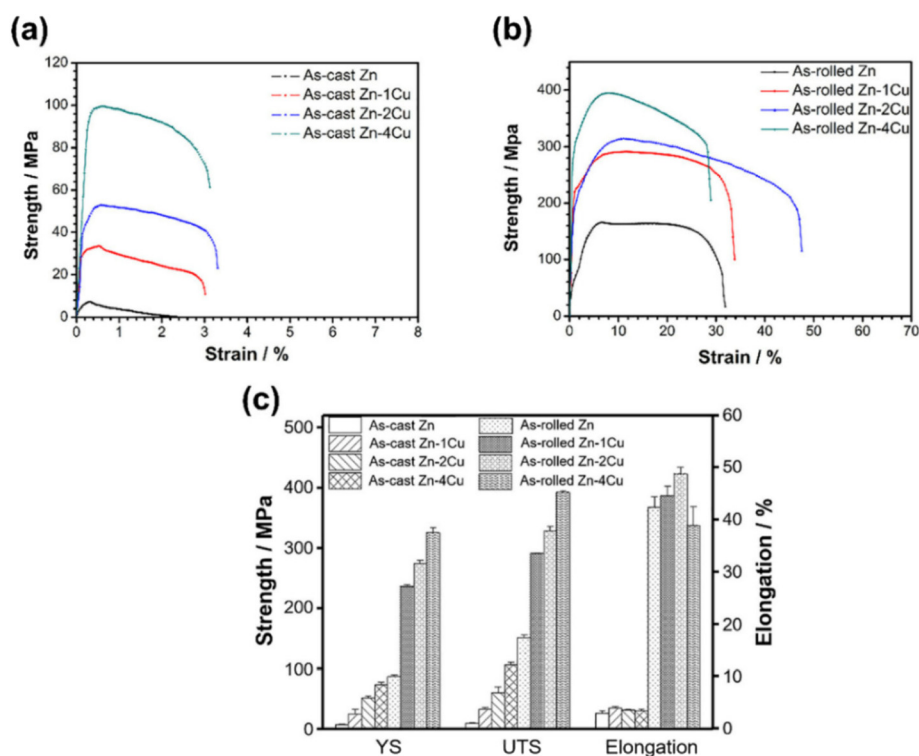 (a)
120
100
80
60
40
20
0
Strength / MPa
As-cast Zn
As-cast Zn-1Cu
As-cast Zn-2Cu
As-cast Zn-4Cu
0 1 2 3 4 5 6 7 8
Strain / %
(b)
400
300
200
100
0
Strength / Mpa
As-rolled Zn
As-rolled Zn-1Cu
As-rolled Zn-2Cu
As-rolled Zn-4Cu
0 10 20 30 40 50 60 70
Strain / %
(c)
500
400
300
200
100
0
Strength / MPa
As-cast Zn
As-cast Zn-1Cu
As-cast Zn-2Cu
As-cast Zn-4Cu
As-rolled Zn
As-rolled Zn-1Cu
As-rolled Zn-2Cu
As-rolled Zn-4Cu
60
50
40
30
20
10
0
Elongation / %
YS UTS Elongation